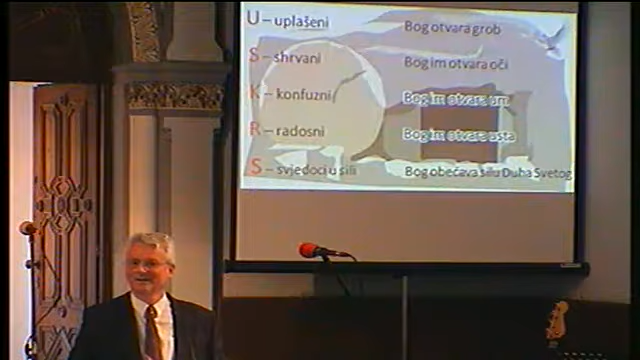 U – uplašeni Bog otvara grob
S – shrvani Bog im otvara oči
K – konfuzni Bog im otvara um
R – radosni Bog im otvara usta
S – svjedoci u sili Bog obećava silu Duha Svetog